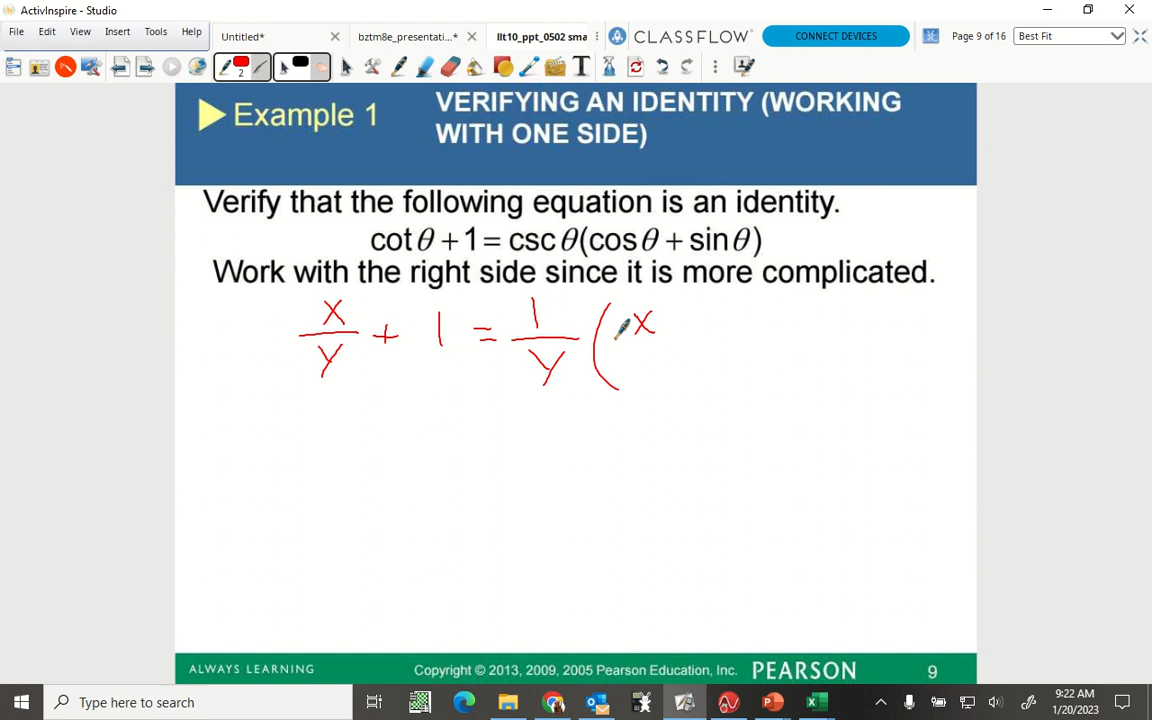 ActivInspire - Studio
File Edit View Insert Tools Help
Untitled* bztm8e_presentati...* llt10_ppt_0502 sma CLASSFLOW CONNECT DEVICES Page 9 of 16 Best Fit
2
Example 1
VERIFYING AN IDENTITY (WORKING
WITH ONE SIDE)
Verify that the following equation is an identity.
cot θ + 1 = csc θ(cos θ + sin θ)
Work with the right side since it is more complicated.
x/y + 1 = 1/y ( x
ALWAYS LEARNING Copyright © 2013, 2009, 2005 Pearson Education, Inc. PEARSON 9
Type here to search
9:22 AM
1/20/2023